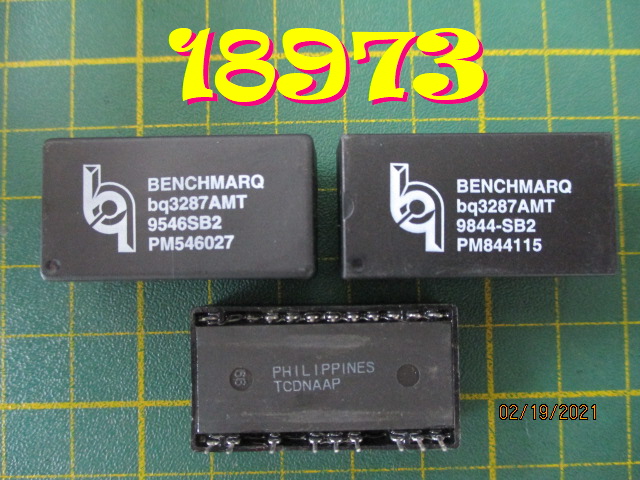 18973
BENCHMARQ
bq3287AMT
9546SB2
PM546027
BENCHMARQ
bq3287AMT
9844-SB2
PM844115
PHILIPPINES
TCDNAAP
02/19/2021